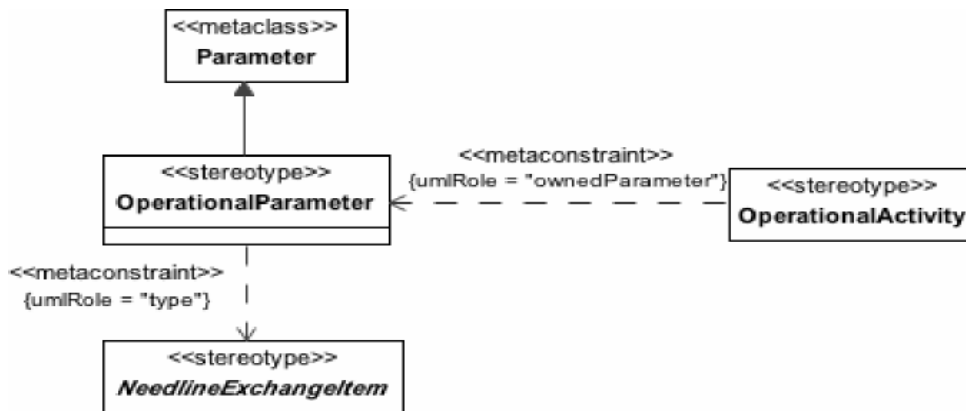 <<metaclass>>
Parameter
<<stereotype>>
OperationalParameter
<<metaconstraint>>
{umlRole = "ownedParameter"}
<<stereotype>>
OperationalActivity
<<metaconstraint>>
{umlRole = "type"}
<<stereotype>>
NeedlineExchangeItem